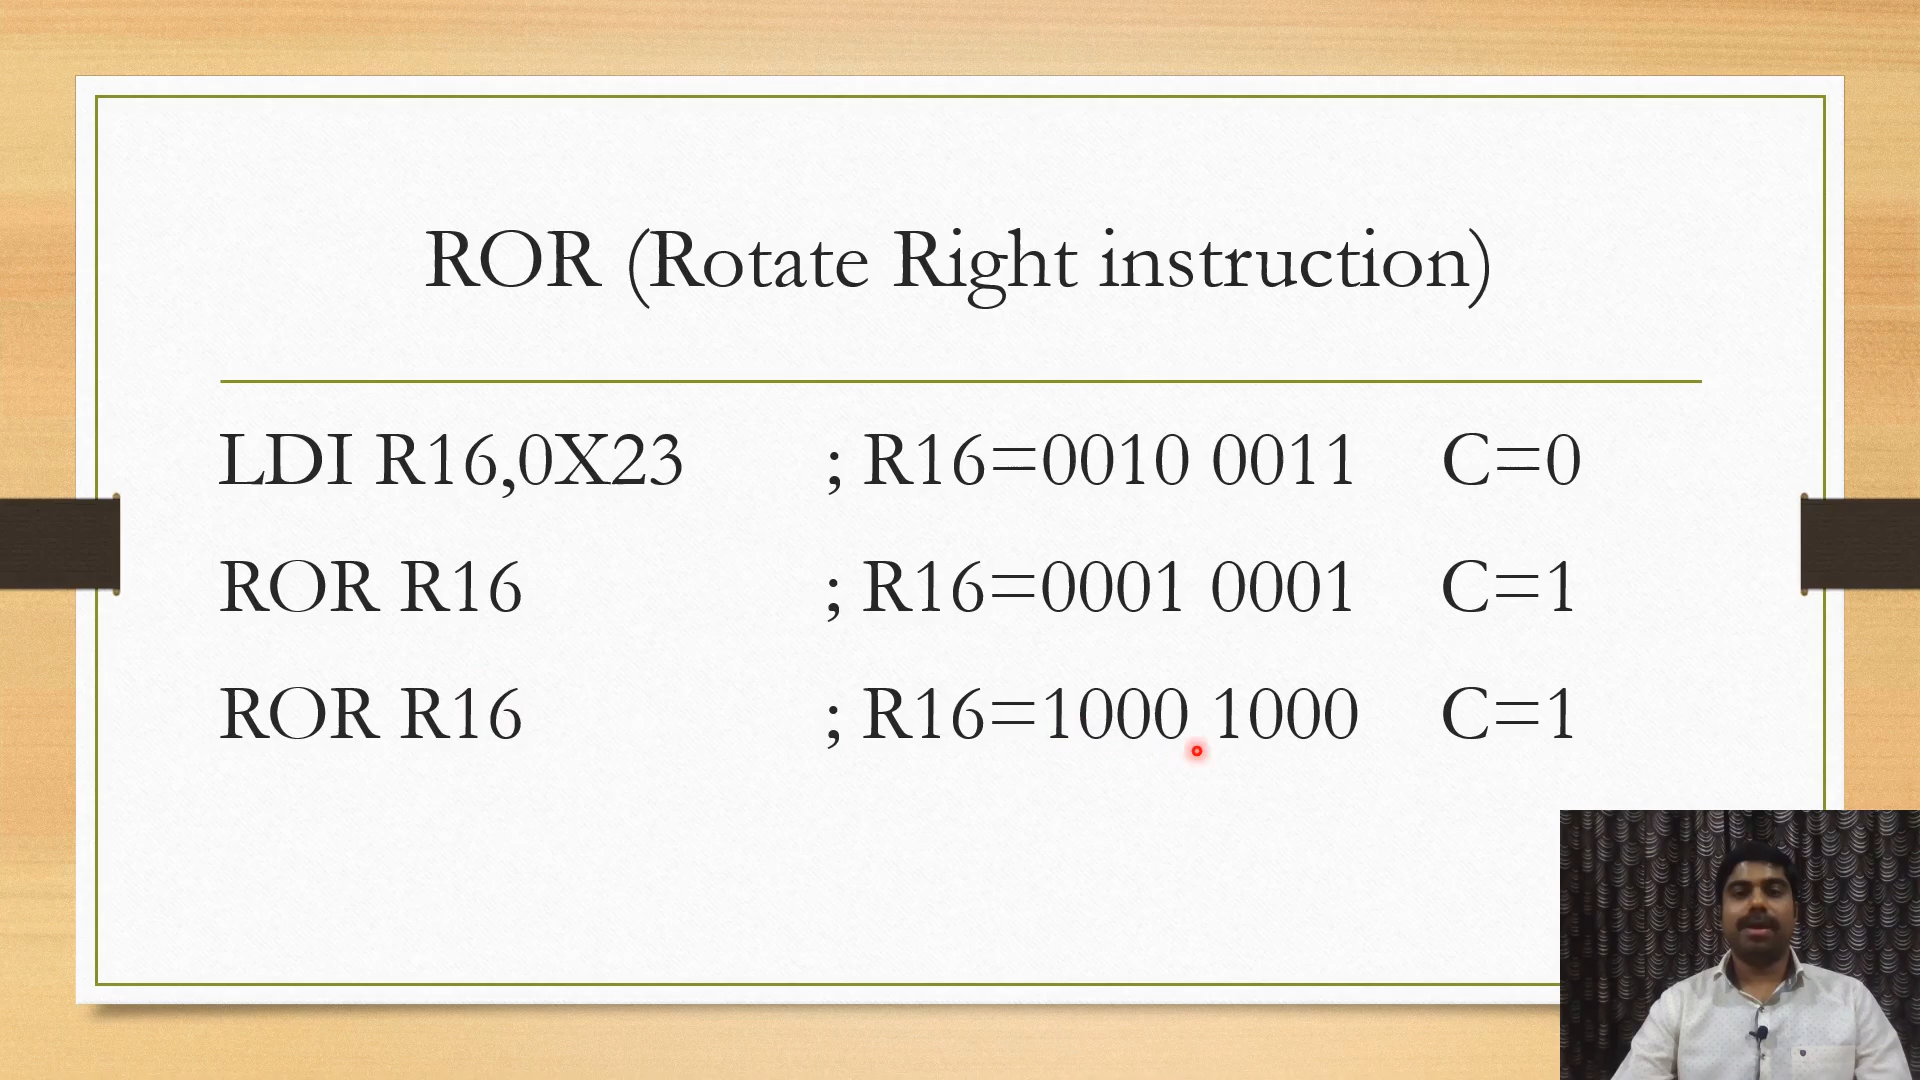 ROR (Rotate Right instruction)
LDI R16,0X23 ; R16=0010 0011 C=0
ROR R16 ; R16=0001 0001 C=1
ROR R16 ; R16=1000 1000 C=1